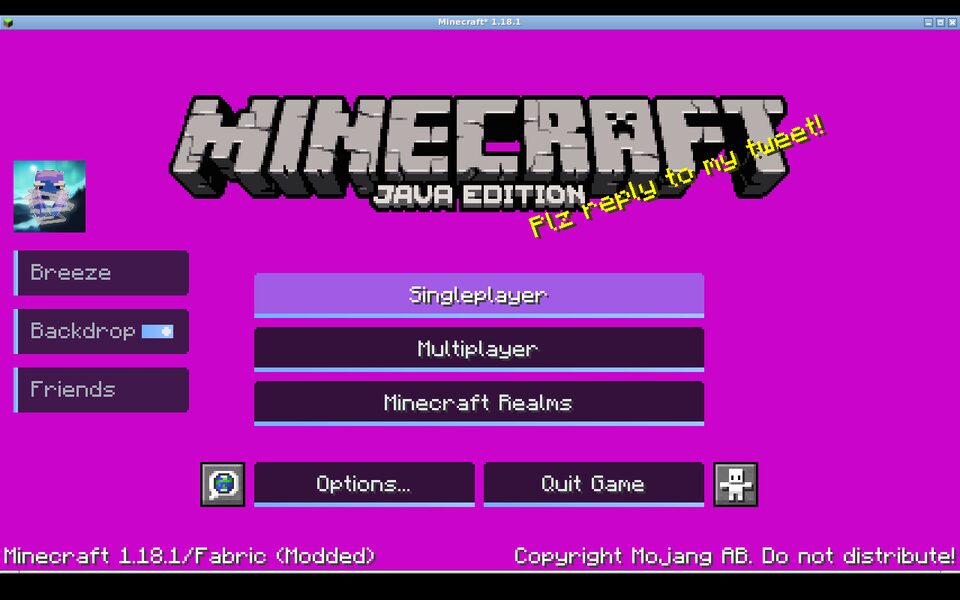 Minecraft* 1.18.1
MINECRAFT
JAVA EDITION
Plz reply to my tweet!
Breeze
Backdrop
Friends
Singleplayer
Multiplayer
Minecraft Realms
Options...
Quit Game
Minecraft 1.18.1/Fabric (Modded)
Copyright Mojang AB. Do not distribute!